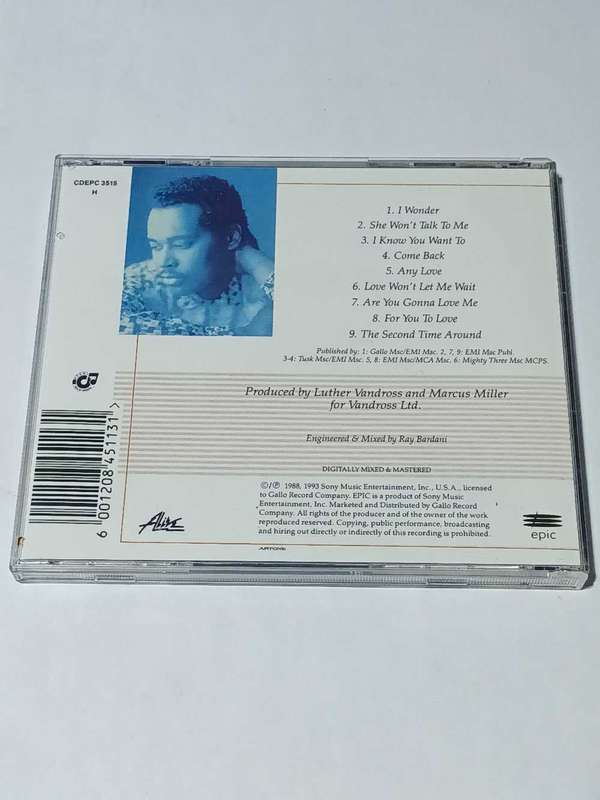 CDEPC 3515
H
1. I Wonder
2. She Won't Talk To Me
3. I Know You Want To
4. Come Back
5. Any Love
6. Love Won't Let Me Wait
7. Are You Gonna Love Me
8. For You To Love
9. The Second Time Around
Published by: 1: Gallo Msc/EMI Msc. 2, 7, 9: EMI Msc Publ.
3-4: Tusk Msc/EMI Msc. 5, 8: EMI Msc/MCA Msc. 6: Mighty Three Msc MCPS.
Produced by Luther Vandross and Marcus Miller
for Vandross Ltd.
Engineered & Mixed by Ray Bardani
DIGITALLY MIXED & MASTERED
©/℗ 1988, 1993 Sony Music Entertainment, Inc., U.S.A., licensed
to Gallo Record Company. EPIC is a product of Sony Music
Entertainment, Inc. Marketed and Distributed by Gallo Record
Company. All rights of the producer and of the owner of the work
reproduced reserved. Copying, public performance, broadcasting
and hiring out directly or indirectly of this recording is prohibited.
6 001208 451131 >
Alive
epic
ARTONE